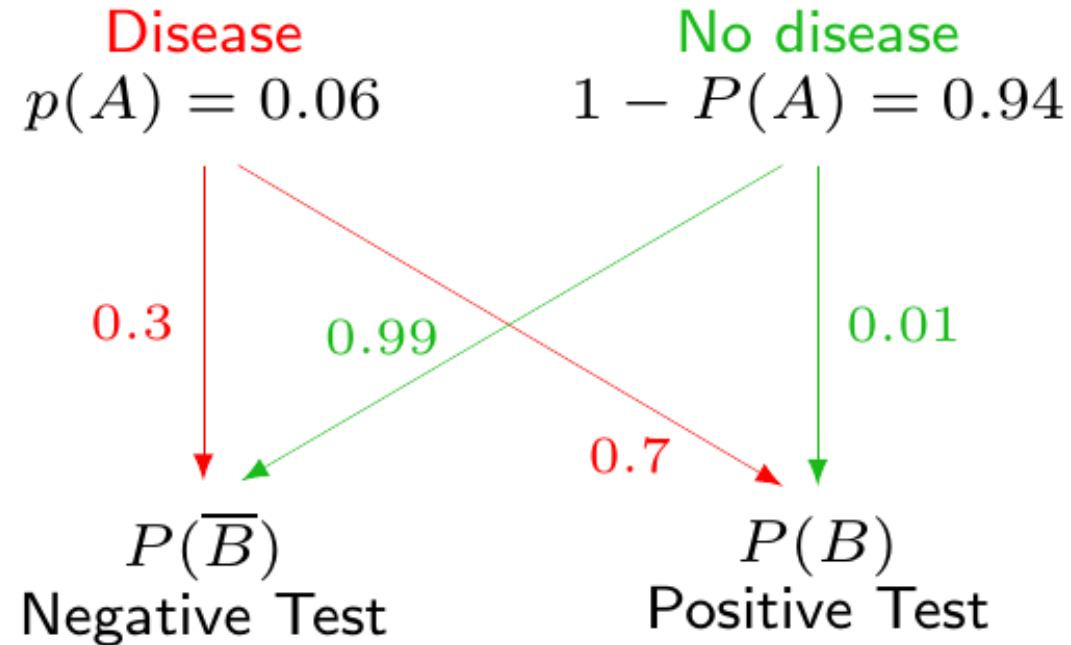 Disease
p(A) = 0.06
No disease
1 − P(A) = 0.94
0.3
0.99
0.7
0.01
P(B̅)
Negative Test
P(B)
Positive Test